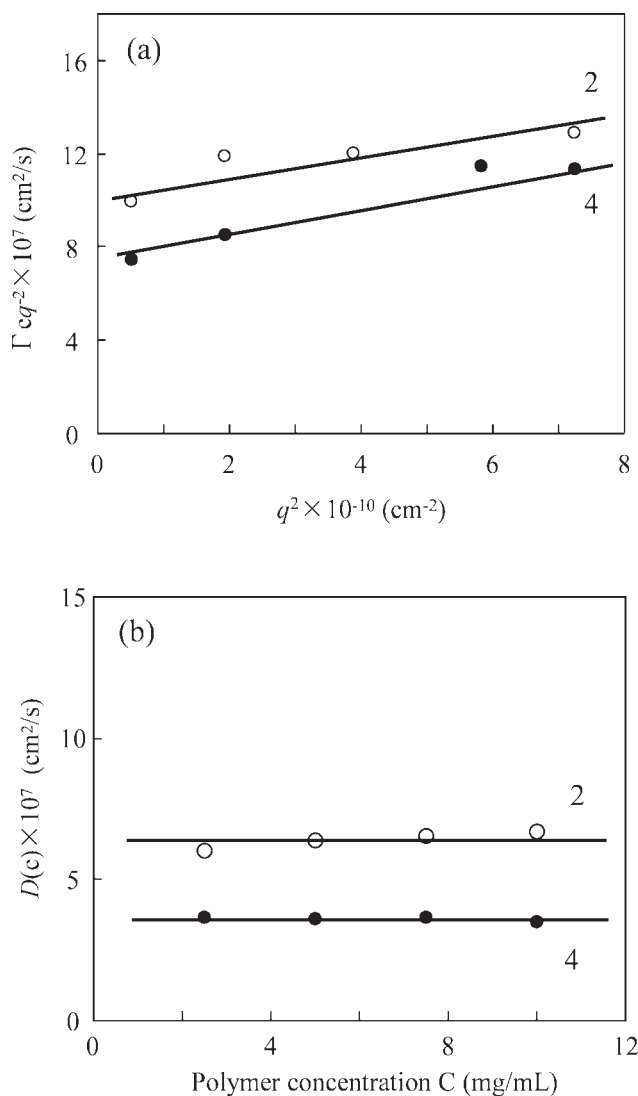 (a)
16
12
8
4
0
2
4
Γ cq⁻²×10⁷ (cm²/s)
0 2 4 6 8
q²×10⁻¹⁰ (cm⁻²)
(b)
15
10
5
0
2
4
D(c)×10⁷ (cm²/s)
0 4 8 12
Polymer concentration C (mg/mL)